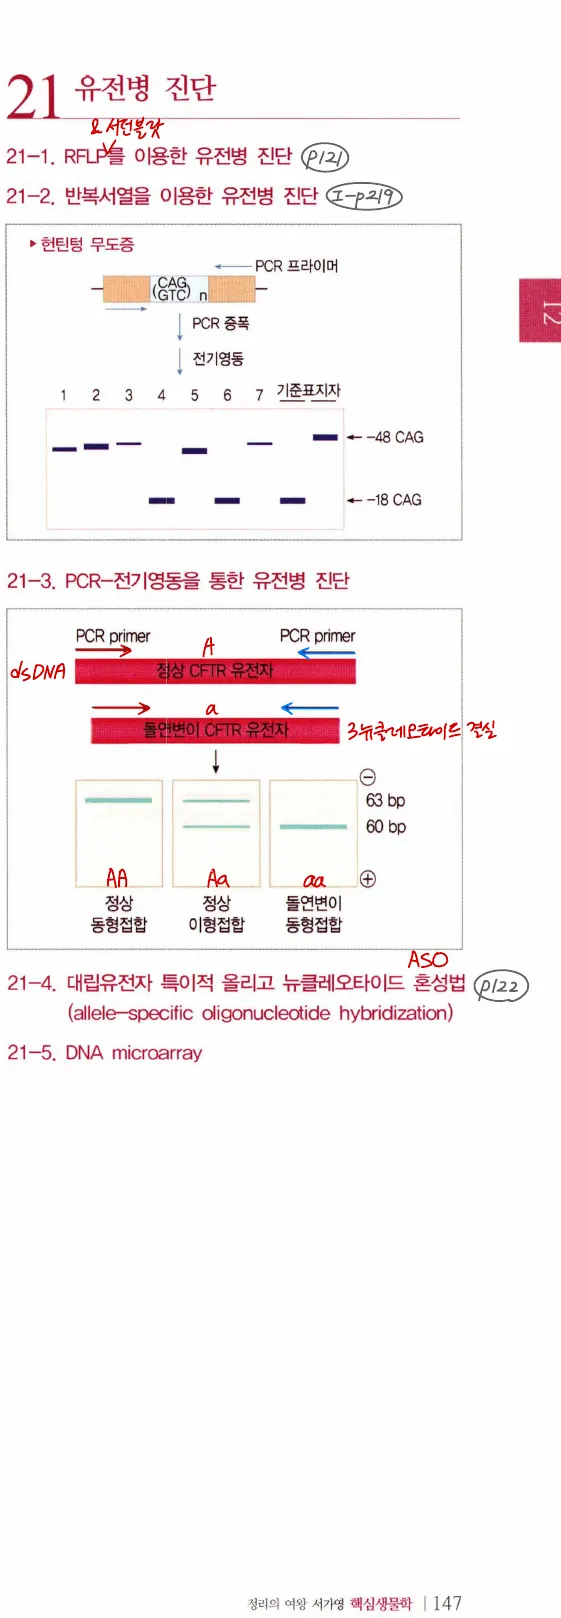 21 유전병 진단
& 서던블랏
21-1. RFLP를 이용한 유전병 진단 p121
21-2. 반복서열을 이용한 유전병 진단 I-p219
▶ 헌틴텅 무도증
PCR 프라이머
(CAG
GTC) n
PCR 증폭
전기영동
1 2 3 4 5 6 7 기준표지자
-48 CAG
-18 CAG
21-3. PCR-전기영동을 통한 유전병 진단
PCR primer A PCR primer
dsDNA 정상 CFTR 유전자
a
돌연변이 CFTR 유전자 3뉴클레오타이드 결실
⊖
63 bp
60 bp
AA Aa aa ⊕
정상 정상 돌연변이
동형접합 이형접합 동형접합
ASO
21-4. 대립유전자 특이적 올리고 뉴클레오타이드 혼성법 p122
(allele-specific oligonucleotide hybridization)
21-5. DNA microarray
12
정리의 여왕 서가영 핵심생물학 | 147